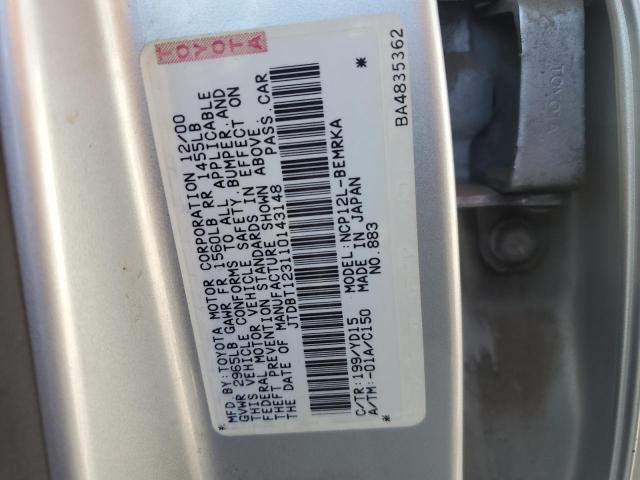 TOYOTA
MFD. BY: TOYOTA MOTOR CORPORATION 12/00
GVWR 2965LB GAWR FR 1560LB RR 1455LB
THIS VEHICLE CONFORMS TO ALL APPLICABLE
FEDERAL MOTOR VEHICLE SAFETY, BUMPER, AND
THEFT PREVENTION STANDARDS IN EFFECT ON
THE DATE OF MANUFACTURE SHOWN ABOVE.
JTDBT123110143148 PASS. CAR
* *
MODEL: NCP12L-BEMRKA
C/TR: 199/YD15 MADE IN JAPAN
A/TM: -01A/C150 NO. 883
*
BA4835362
TOYO